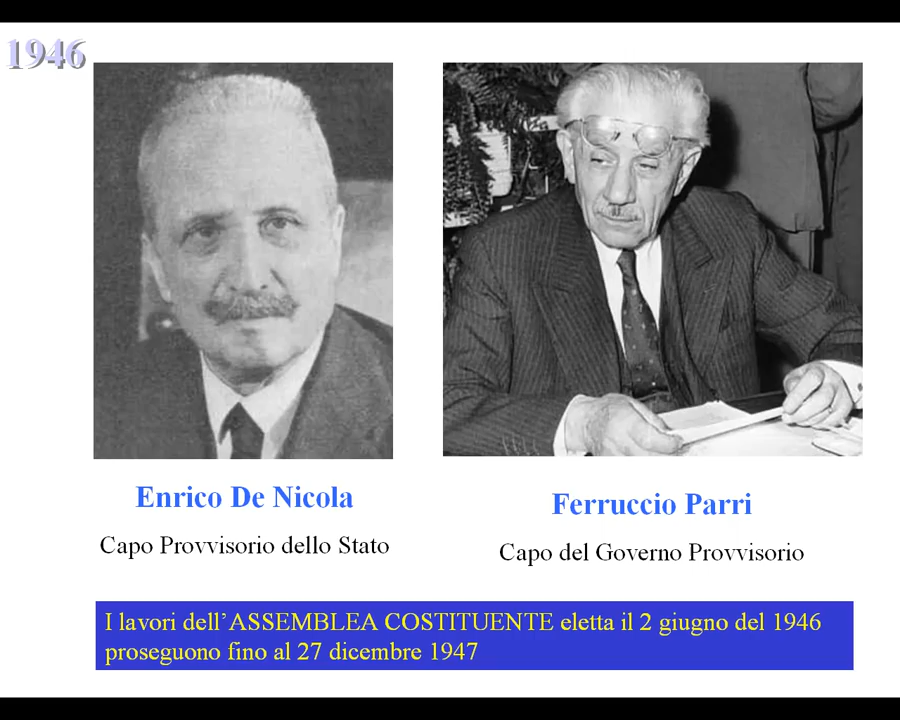 1946
Enrico De Nicola
Capo Provvisorio dello Stato
Ferruccio Parri
Capo del Governo Provvisorio
I lavori dell’ASSEMBLEA COSTITUENTE eletta il 2 giugno del 1946
proseguono fino al 27 dicembre 1947